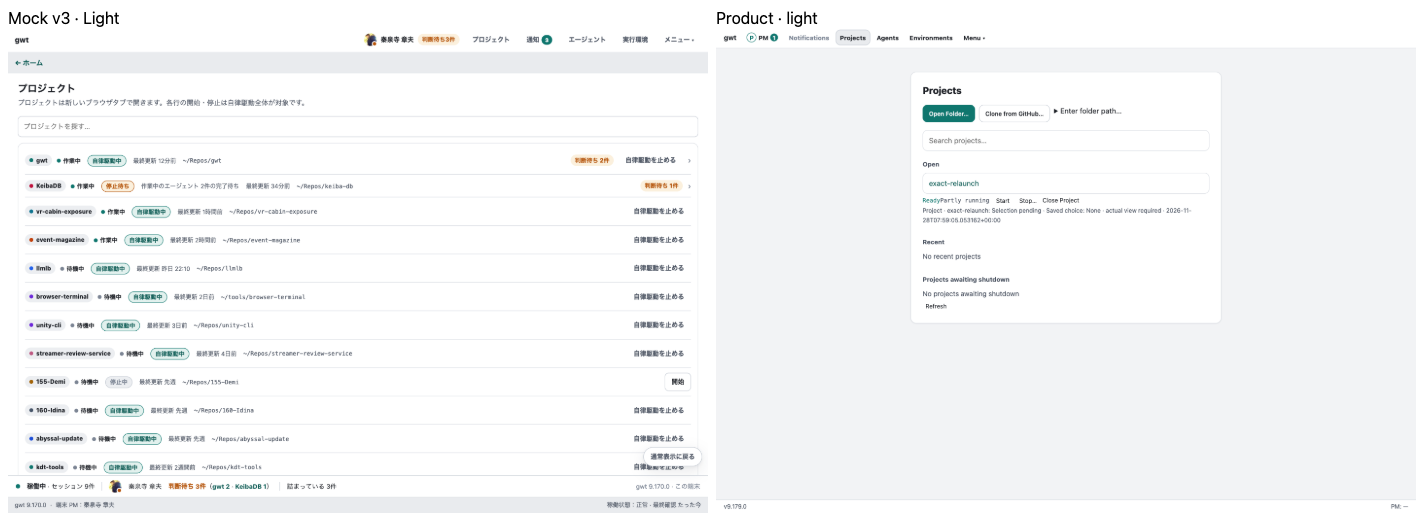 Mock v3 · Light
gwt
秦泉寺 章夫 判断待ち3件 プロジェクト 通知 3 エージェント 実行環境 メニュー
← ホーム
プロジェクト
プロジェクトは新しいブラウザタブで開きます。各行の開始・停止は自律駆動全体が対象です。
プロジェクトを探す...
gwt 作業中 自律駆動中 最終更新 12分前 ~/Repos/gwt 判断待ち 2件 自律駆動を止める ›
KeibaDB 作業中 停止待ち 作業中のエージェント 2件の完了待ち 最終更新 34分前 ~/Repos/keiba-db 判断待ち 1件 ›
vr-cabin-exposure 作業中 自律駆動中 最終更新 1時間前 ~/Repos/vr-cabin-exposure 自律駆動を止める
event-magazine 作業中 自律駆動中 最終更新 2時間前 ~/Repos/event-magazine 自律駆動を止める
llmlb 待機中 自律駆動中 最終更新 昨日 22:10 ~/Repos/llmlb 自律駆動を止める
browser-terminal 待機中 自律駆動中 最終更新 2日前 ~/tools/browser-terminal 自律駆動を止める
unity-cli 待機中 自律駆動中 最終更新 3日前 ~/Repos/unity-cli 自律駆動を止める
streamer-review-service 待機中 自律駆動中 最終更新 4日前 ~/Repos/streamer-review-service 自律駆動を止める
155-Demi 待機中 停止中 最終更新 先週 ~/Repos/155-Demi 開始
160-Idina 待機中 自律駆動中 最終更新 先週 ~/Repos/160-Idina 自律駆動を止める
abyssal-update 待機中 自律駆動中 最終更新 先週 ~/Repos/abyssal-update 自律駆動を止める
kdt-tools 待機中 自律駆動中 最終更新 2週間前 ~/Repos/kdt-tools 自律駆動を止める
通常表示に戻る
稼働中 · セッション 9件 秦泉寺 章夫 判断待ち 3件 (gwt 2 · KeibaDB 1) 詰まっている 3件 gwt 9.170.0 · この端末
gwt 9.170.0 · 端末 PM : 秦泉寺 章夫 稼働状態 : 正常 · 最終確認 たった今
Product · light
gwt P PM 1 Notifications Projects Agents Environments Menu
Projects
Open Folder... Clone from GitHub... ▶ Enter folder path...
Search projects...
Open
exact-relaunch
ReadyPartly running Start Stop... Close Project
Project · exact-relaunch: Selection pending · Saved choice: None · actual view required · 2026-11-
28T07:59:05.053162+00:00
Recent
No recent projects
Projects awaiting shutdown
No projects awaiting shutdown
Refresh
v9.179.0 PM: --